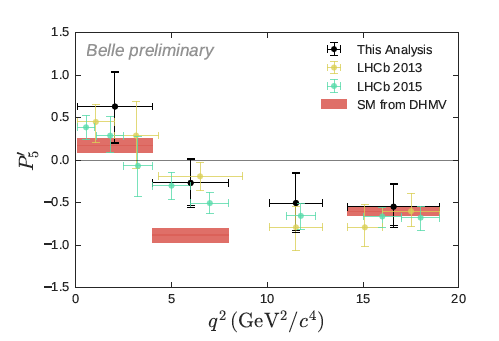 Belle preliminary
This Analysis
LHCb 2013
LHCb 2015
SM from DHMV
1.5
1.0
0.5
0.0
−0.5
−1.0
−1.5
P′5
0 5 10 15 20
q² (GeV²/c⁴)